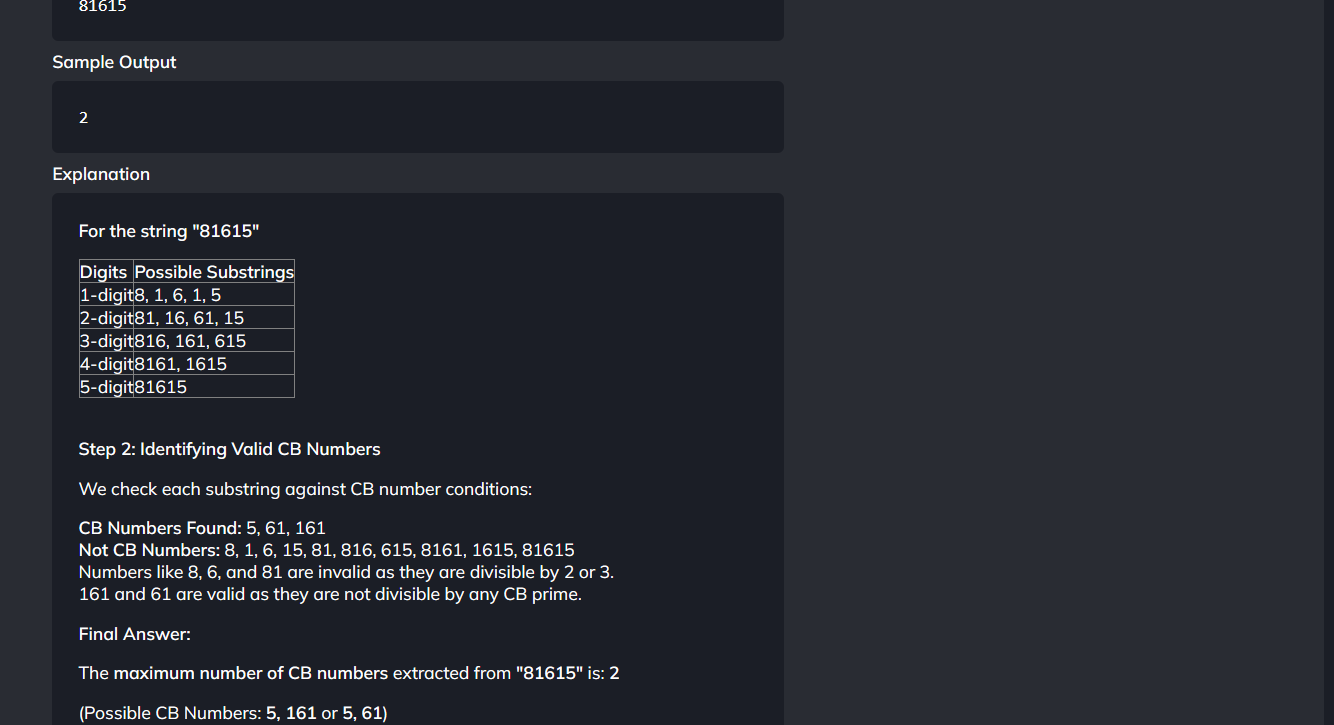 81615
Sample Output
2
Explanation
For the string "81615"
Digits Possible Substrings
1-digit 8, 1, 6, 1, 5
2-digit 81, 16, 61, 15
3-digit 816, 161, 615
4-digit 8161, 1615
5-digit 81615
Step 2: Identifying Valid CB Numbers
We check each substring against CB number conditions:
CB Numbers Found: 5, 61, 161
Not CB Numbers: 8, 1, 6, 15, 81, 816, 615, 8161, 1615, 81615
Numbers like 8, 6, and 81 are invalid as they are divisible by 2 or 3.
161 and 61 are valid as they are not divisible by any CB prime.
Final Answer:
The maximum number of CB numbers extracted from "81615" is: 2
(Possible CB Numbers: 5, 161 or 5, 61)